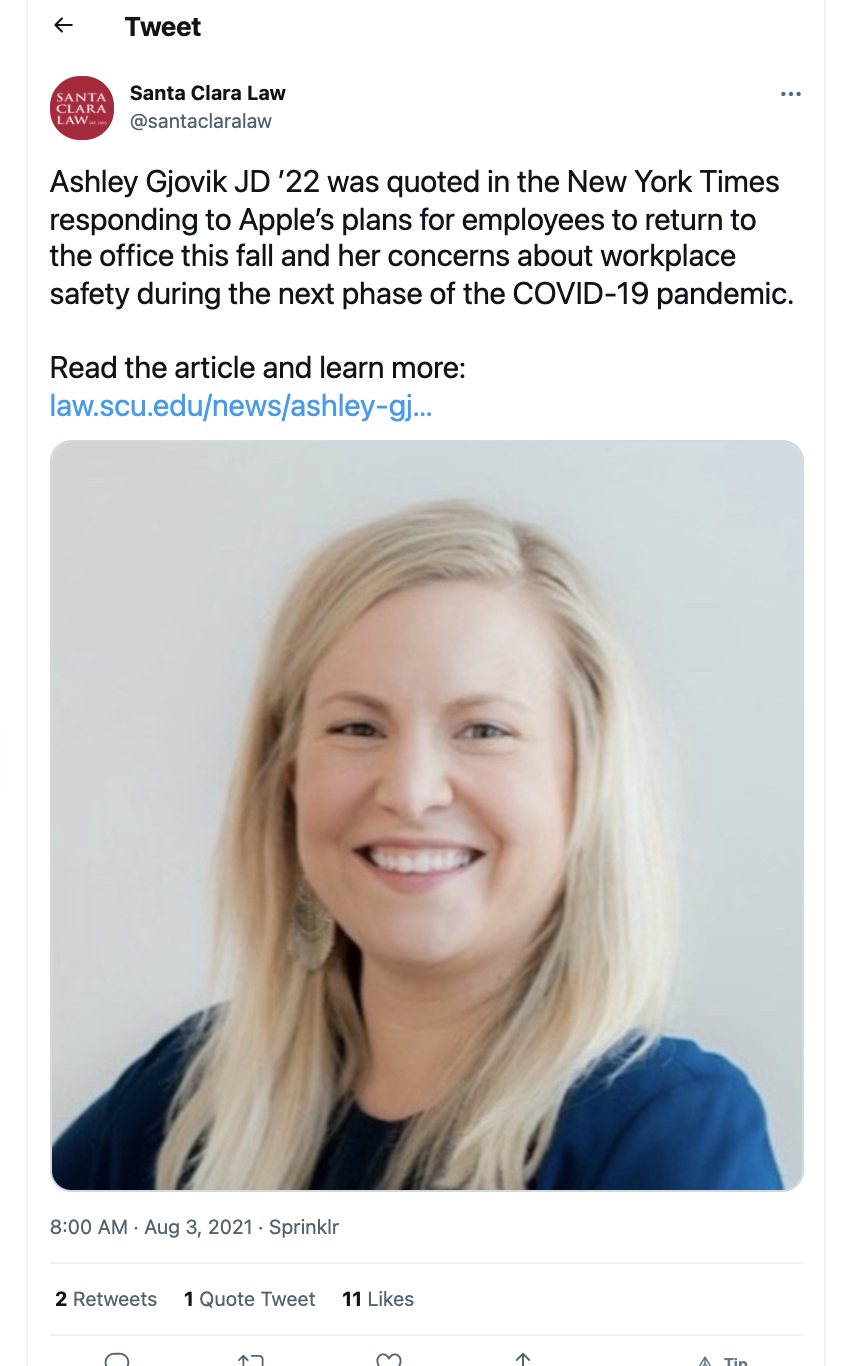 Tweet
SANTA
CLARA
LAW
Santa Clara Law
@santaclaralaw
Ashley Gjovik JD ’22 was quoted in the New York Times
responding to Apple’s plans for employees to return to
the office this fall and her concerns about workplace
safety during the next phase of the COVID-19 pandemic.
Read the article and learn more:
law.scu.edu/news/ashley-gj…
8:00 AM · Aug 3, 2021 · Sprinklr
2 Retweets 1 Quote Tweet 11 Likes
Tip